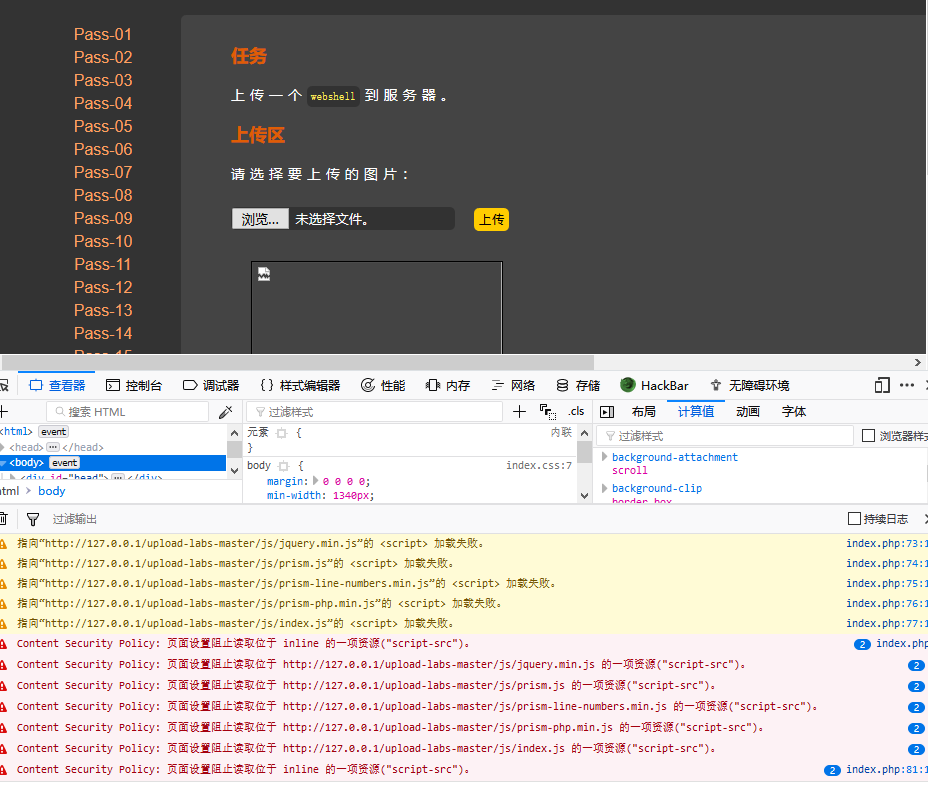 Pass-01
Pass-02
Pass-03
Pass-04
Pass-05
Pass-06
Pass-07
Pass-08
Pass-09
Pass-10
Pass-11
Pass-12
Pass-13
Pass-14
任务
上传一个 webshell 到服务器。
上传区
请选择要上传的图片：
浏览... 未选择文件。 上传
查看器 控制台 调试器 {} 样式编辑器 性能 内存 网络 存储 HackBar 无障碍环境
+ 搜索 HTML
<html> event
<head> </head>
<body> event
<div id="head"> </div>
html > body
过滤样式 + .cls
元素 { 内联
}
body { index.css:7
margin: 0 0 0 0;
min-width: 1340px;
布局 计算值 动画 字体
过滤样式 浏览器样式
background-attachment
scroll
background-clip
border-box
过滤输出 持续日志
指向“http://127.0.0.1/upload-labs-master/js/jquery.min.js”的 <script> 加载失败。 index.php:73:1
指向“http://127.0.0.1/upload-labs-master/js/prism.js”的 <script> 加载失败。 index.php:74:1
指向“http://127.0.0.1/upload-labs-master/js/prism-line-numbers.min.js”的 <script> 加载失败。 index.php:75:1
指向“http://127.0.0.1/upload-labs-master/js/prism-php.min.js”的 <script> 加载失败。 index.php:76:1
指向“http://127.0.0.1/upload-labs-master/js/index.js”的 <script> 加载失败。 index.php:77:1
Content Security Policy: 页面设置阻止读取位于 inline 的一项资源("script-src")。 2 index.php
Content Security Policy: 页面设置阻止读取位于 http://127.0.0.1/upload-labs-master/js/jquery.min.js 的一项资源("script-src")。 2
Content Security Policy: 页面设置阻止读取位于 http://127.0.0.1/upload-labs-master/js/prism.js 的一项资源("script-src")。 2
Content Security Policy: 页面设置阻止读取位于 http://127.0.0.1/upload-labs-master/js/prism-line-numbers.min.js 的一项资源("script-src")。 2
Content Security Policy: 页面设置阻止读取位于 http://127.0.0.1/upload-labs-master/js/prism-php.min.js 的一项资源("script-src")。 2
Content Security Policy: 页面设置阻止读取位于 http://127.0.0.1/upload-labs-master/js/index.js 的一项资源("script-src")。 2
Content Security Policy: 页面设置阻止读取位于 inline 的一项资源("script-src")。 2 index.php:81:1